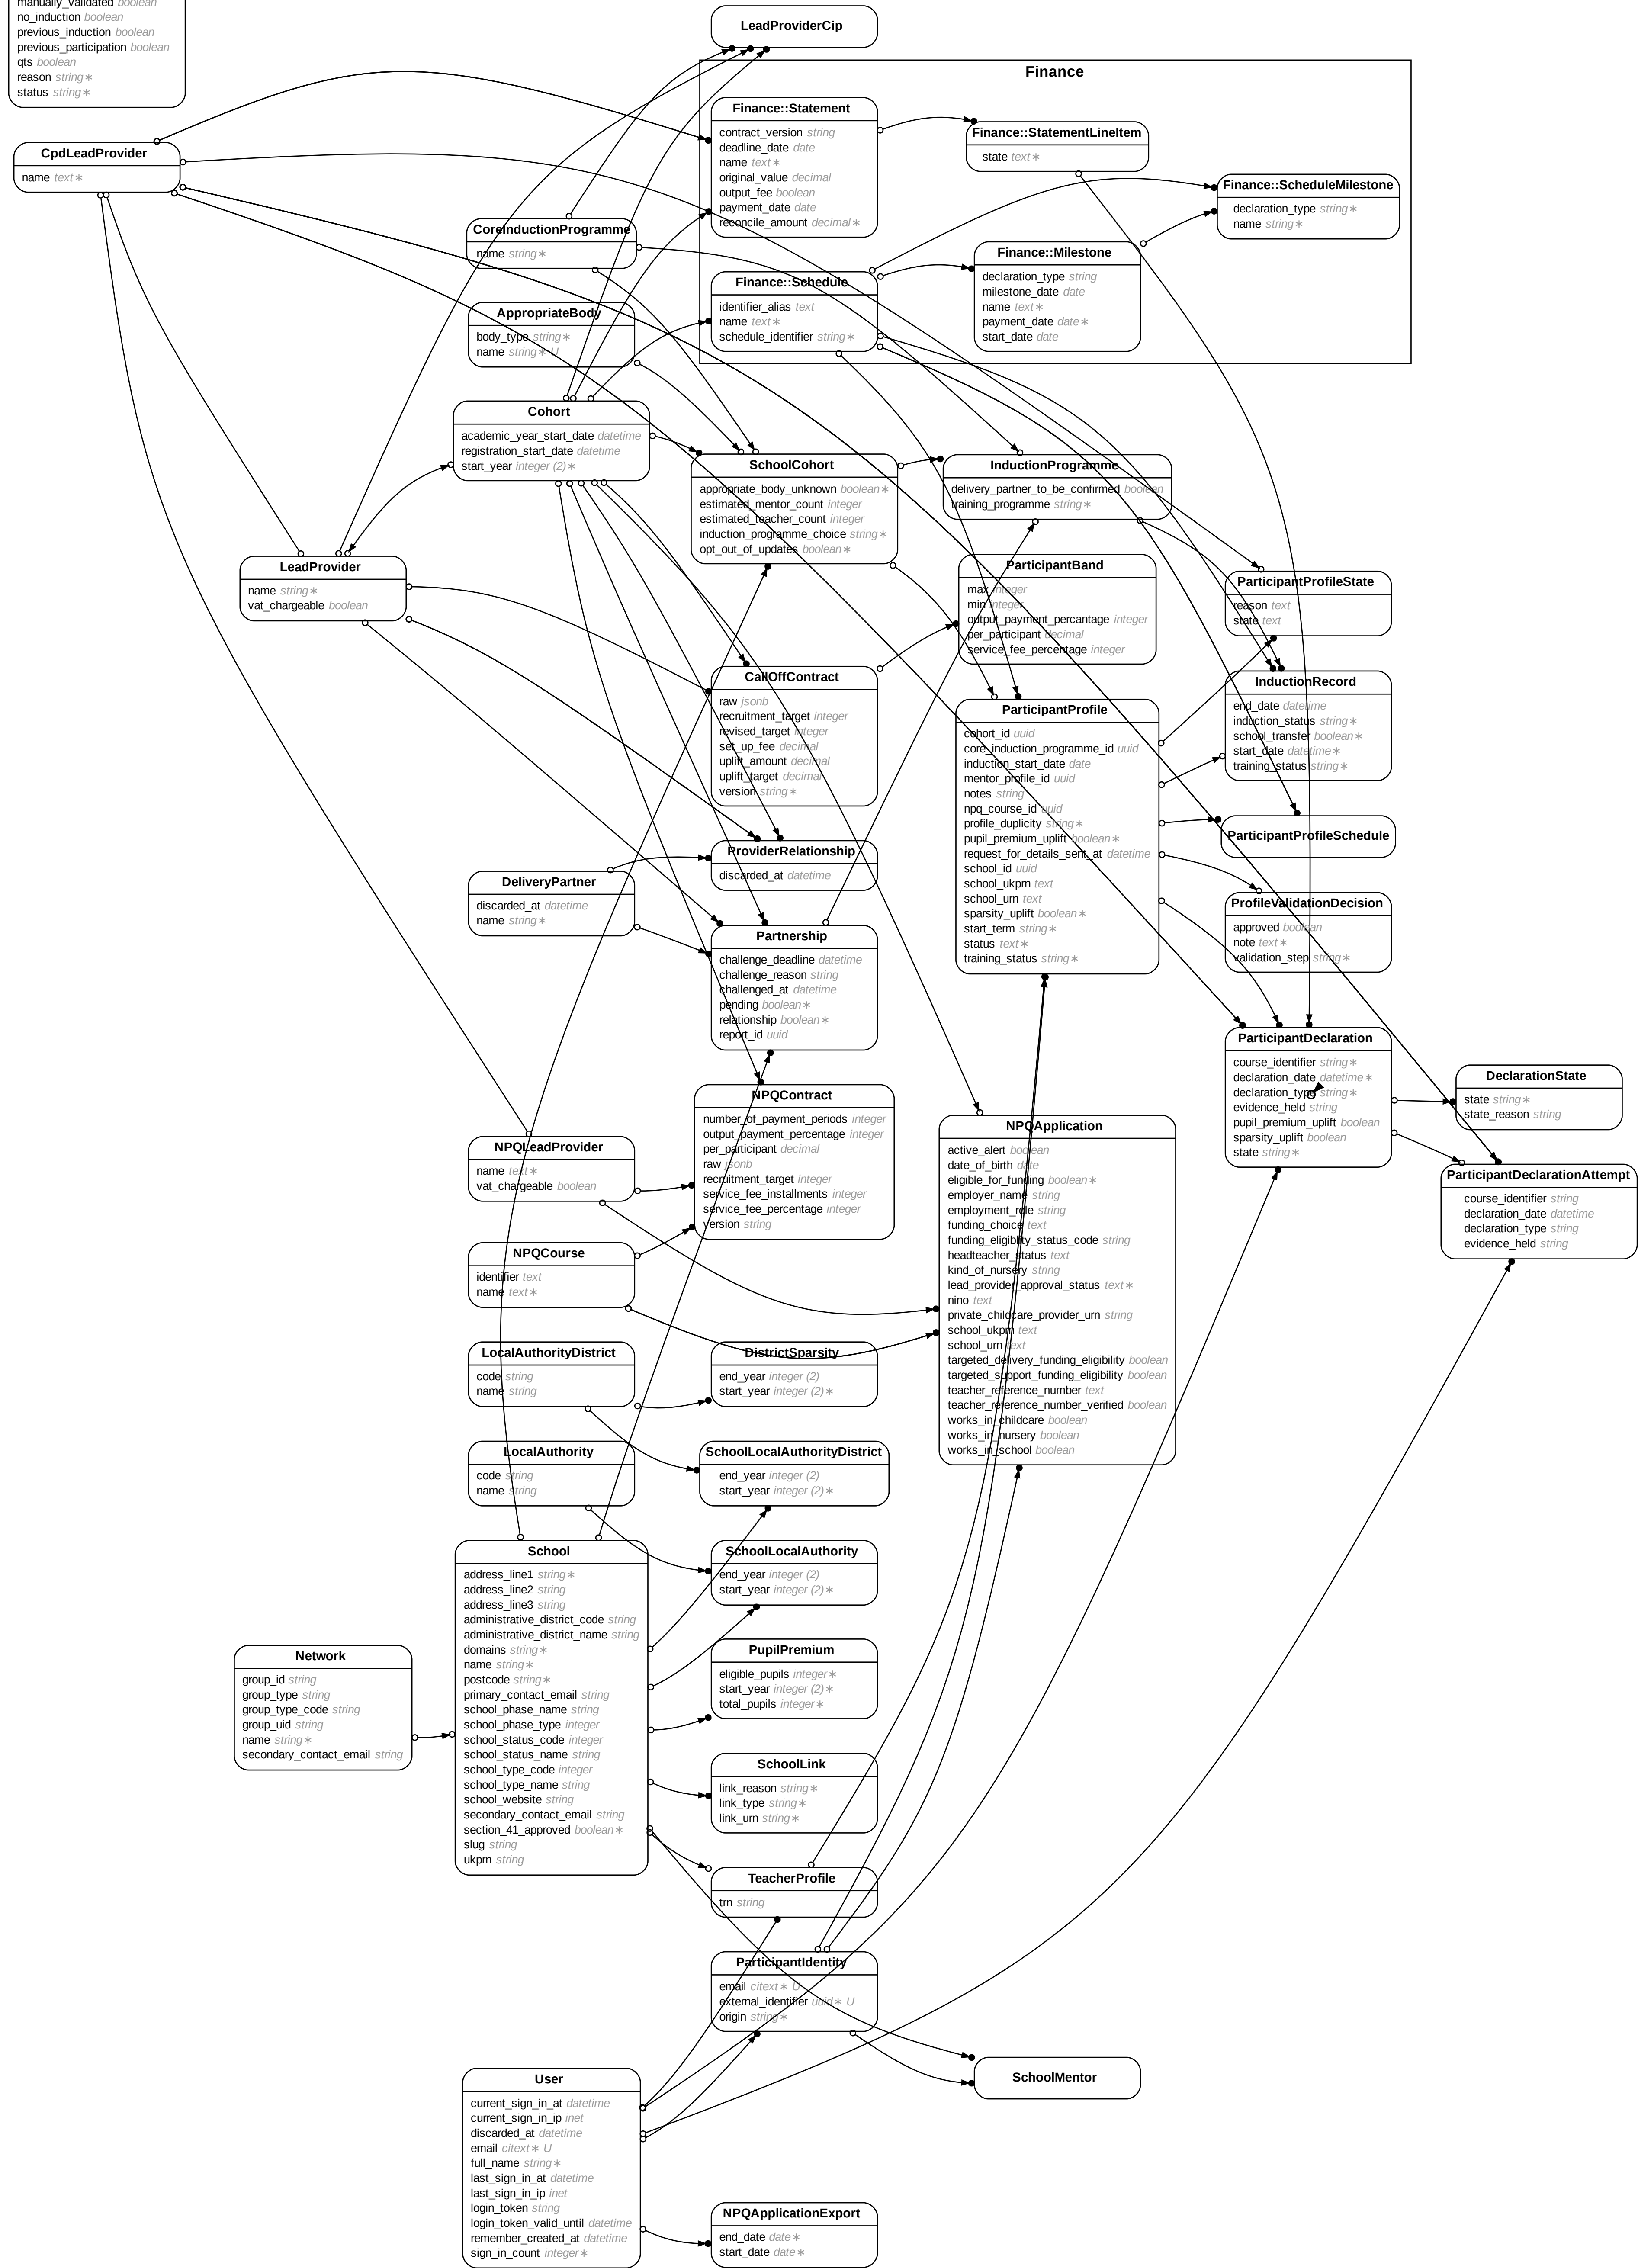 manually_validated boolean
no_induction boolean
previous_induction boolean
previous_participation boolean
qts boolean
reason string∗
status string∗
LeadProviderCip
Finance
Finance::Statement
contract_version string
deadline_date date
name text∗
original_value decimal
output_fee boolean
payment_date date
reconcile_amount decimal∗
Finance::StatementLineItem
state text∗
Finance::ScheduleMilestone
declaration_type string∗
name string∗
Finance::Milestone
declaration_type string
milestone_date date
name text∗
payment_date date∗
start_date date
Finance::Schedule
identifier_alias text
name text∗
schedule_identifier string∗
CpdLeadProvider
name text∗
CoreInductionProgramme
name string∗
AppropriateBody
body_type string∗
name string∗ U
Cohort
academic_year_start_date datetime
registration_start_date datetime
start_year integer (2)∗
SchoolCohort
appropriate_body_unknown boolean∗
estimated_mentor_count integer
estimated_teacher_count integer
induction_programme_choice string∗
opt_out_of_updates boolean∗
InductionProgramme
delivery_partner_to_be_confirmed boolean
training_programme string∗
LeadProvider
name string∗
vat_chargeable boolean
ParticipantBand
max integer
min integer
output_payment_percantage integer
per_participant decimal
service_fee_percentage integer
ParticipantProfileState
reason text
state text
CallOffContract
raw jsonb
recruitment_target integer
revised_target integer
set_up_fee decimal
uplift_amount decimal
uplift_target decimal
version string∗
ParticipantProfile
cohort_id uuid
core_induction_programme_id uuid
induction_start_date date
mentor_profile_id uuid
notes string
npq_course_id uuid
profile_duplicity string∗
pupil_premium_uplift boolean∗
request_for_details_sent_at datetime
school_id uuid
school_ukprn text
school_urn text
sparsity_uplift boolean∗
start_term string∗
status text∗
training_status string∗
InductionRecord
end_date datetime
induction_status string∗
school_transfer boolean∗
start_date datetime∗
training_status string∗
ParticipantProfileSchedule
ProviderRelationship
discarded_at datetime
DeliveryPartner
discarded_at datetime
name string∗
ProfileValidationDecision
approved boolean
note text∗
validation_step string∗
Partnership
challenge_deadline datetime
challenge_reason string
challenged_at datetime
pending boolean∗
relationship boolean∗
report_id uuid
ParticipantDeclaration
course_identifier string∗
declaration_date datetime∗
declaration_type string∗
evidence_held string
pupil_premium_uplift boolean
sparsity_uplift boolean
state string∗
DeclarationState
state string∗
state_reason string
ParticipantDeclarationAttempt
course_identifier string
declaration_date datetime
declaration_type string
evidence_held string
NPQContract
number_of_payment_periods integer
output_payment_percentage integer
per_participant decimal
raw jsonb
recruitment_target integer
service_fee_installments integer
service_fee_percentage integer
version string
NPQLeadProvider
name text∗
vat_chargeable boolean
NPQApplication
active_alert boolean
date_of_birth date
eligible_for_funding boolean∗
employer_name string
employment_role string
funding_choice text
funding_eligiblity_status_code string
headteacher_status text
kind_of_nursery string
lead_provider_approval_status text∗
nino text
private_childcare_provider_urn string
school_ukprn text
school_urn text
targeted_delivery_funding_eligibility boolean
targeted_support_funding_eligibility boolean
teacher_reference_number text
teacher_reference_number_verified boolean
works_in_childcare boolean
works_in_nursery boolean
works_in_school boolean
NPQCourse
identifier text
name text∗
LocalAuthorityDistrict
code string
name string
DistrictSparsity
end_year integer (2)
start_year integer (2)∗
LocalAuthority
code string
name string
SchoolLocalAuthorityDistrict
end_year integer (2)
start_year integer (2)∗
School
address_line1 string∗
address_line2 string
address_line3 string
administrative_district_code string
administrative_district_name string
domains string∗
name string∗
postcode string∗
primary_contact_email string
school_phase_name string
school_phase_type integer
school_status_code integer
school_status_name string
school_type_code integer
school_type_name string
school_website string
secondary_contact_email string
section_41_approved boolean∗
slug string
ukprn string
SchoolLocalAuthority
end_year integer (2)
start_year integer (2)∗
Network
group_id string
group_type string
group_type_code string
group_uid string
name string∗
secondary_contact_email string
PupilPremium
eligible_pupils integer∗
start_year integer (2)∗
total_pupils integer∗
SchoolLink
link_reason string∗
link_type string∗
link_urn string∗
TeacherProfile
trn string
ParticipantIdentity
email citext∗ U
external_identifier uuid∗ U
origin string∗
SchoolMentor
User
current_sign_in_at datetime
current_sign_in_ip inet
discarded_at datetime
email citext∗ U
full_name string∗
last_sign_in_at datetime
last_sign_in_ip inet
login_token string
login_token_valid_until datetime
remember_created_at datetime
sign_in_count integer∗
NPQApplicationExport
end_date date∗
start_date date∗